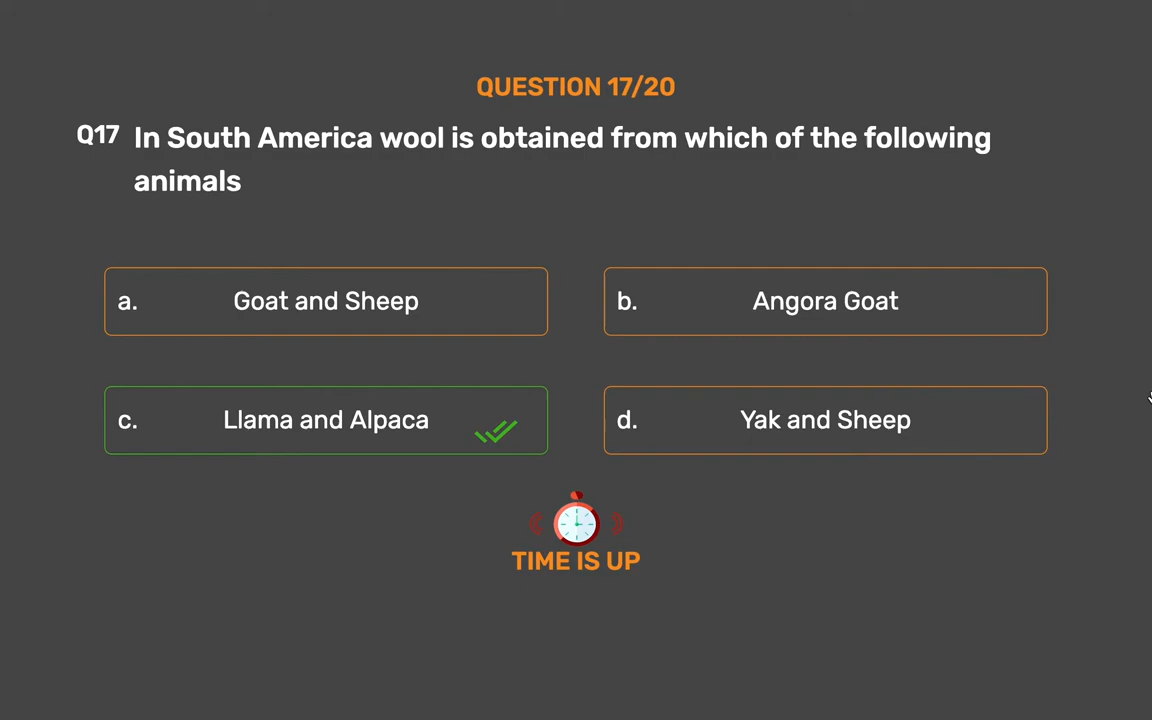 QUESTION 17/20
Q17 In South America wool is obtained from which of the following
animals
a. Goat and Sheep
b. Angora Goat
c. Llama and Alpaca
d. Yak and Sheep
TIME IS UP